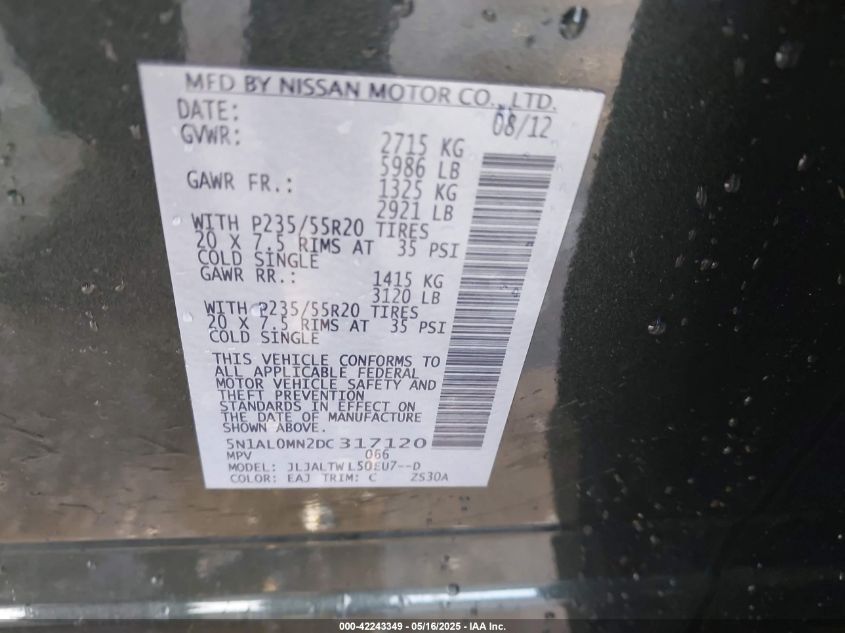 MFD BY NISSAN MOTOR CO., LTD.
DATE: 08/12
GVWR: 2715 KG
5986 LB
GAWR FR.: 1325 KG
2921 LB
WITH P235/55R20 TIRES
20 X 7.5 RIMS AT 35 PSI
COLD SINGLE
GAWR RR.: 1415 KG
3120 LB
WITH P235/55R20 TIRES
20 X 7.5 RIMS AT 35 PSI
COLD SINGLE
THIS VEHICLE CONFORMS TO
ALL APPLICABLE FEDERAL
MOTOR VEHICLE SAFETY AND
THEFT PREVENTION
STANDARDS IN EFFECT ON
THE DATE OF MANUFACTURE
SHOWN ABOVE.
5N1AL0MN2DC317120
MPV 066
MODEL: JLJALTWL50EU7--D
COLOR: EAJ TRIM: C ZS30A
000-42243349 - 05/16/2025 - IAA Inc.